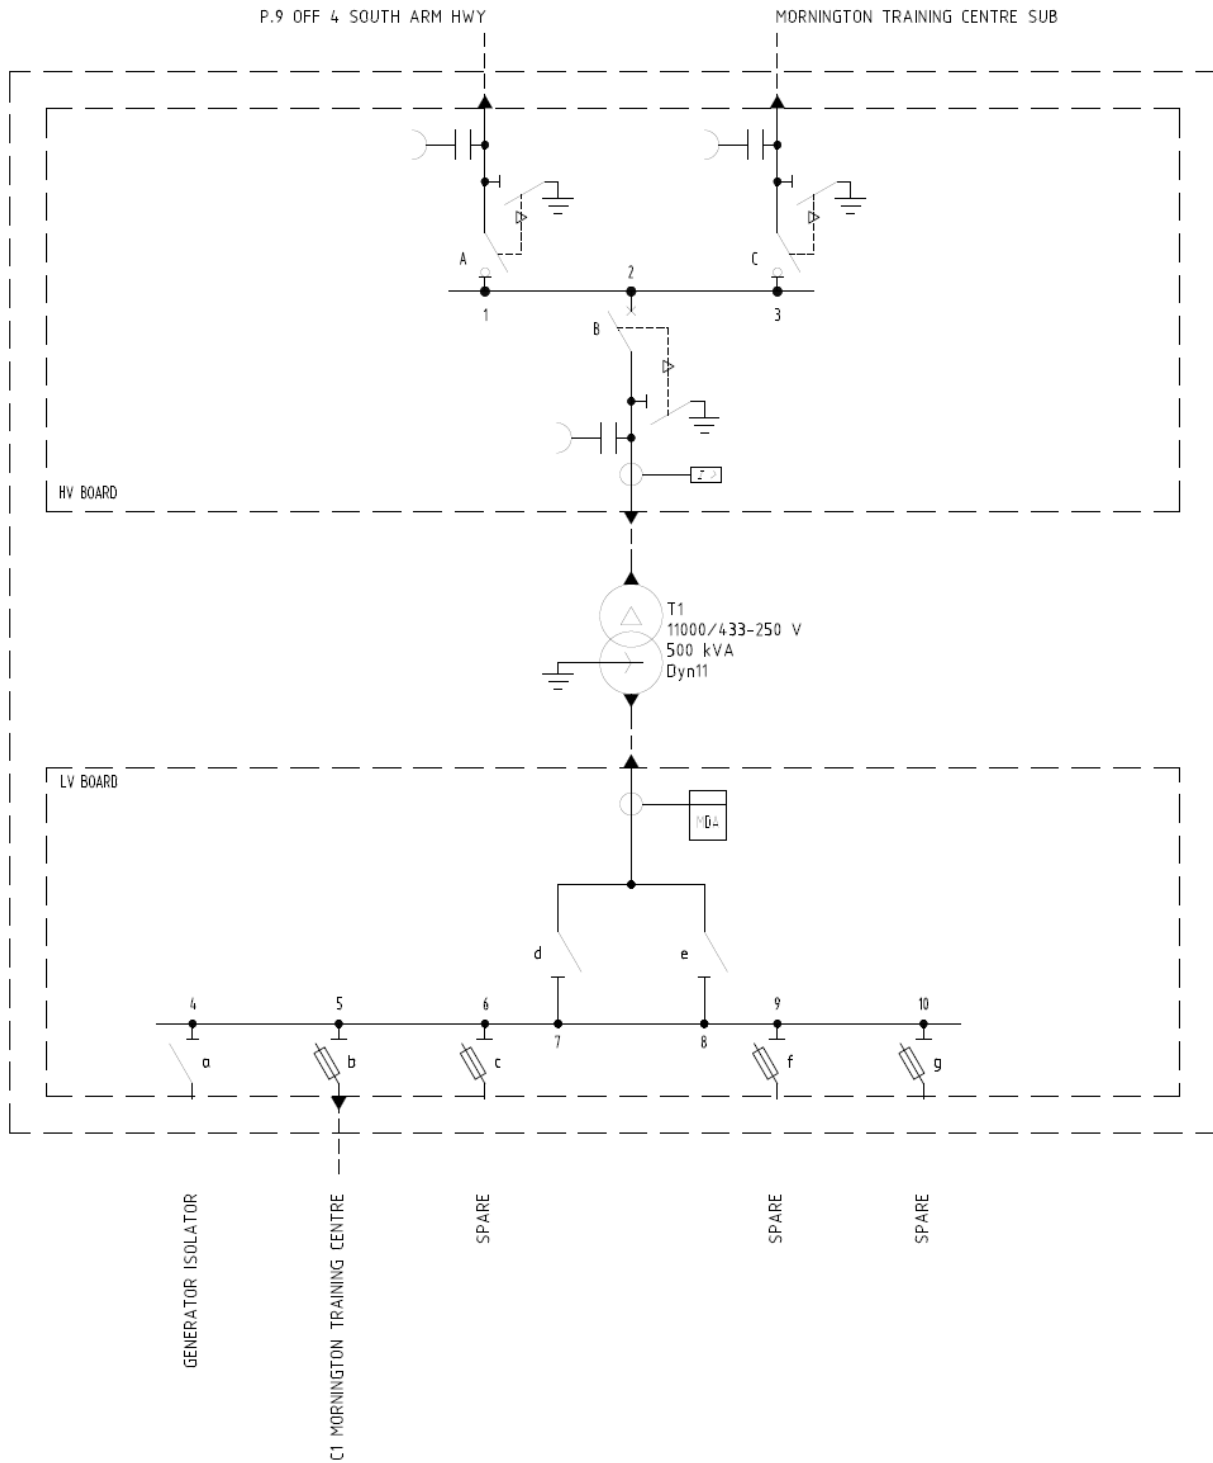 P.9 OFF 4 SOUTH ARM HWY
MORNINGTON TRAINING CENTRE SUB
A
C
2
1
3
B
HV BOARD
T1
11000/433-250 V
500 kVA
Dyn11
LV BOARD
MDA
d
e
4
5
6
9
10
7
8
a
b
c
f
g
GENERATOR ISOLATOR
C1 MORNINGTON TRAINING CENTRE
SPARE
SPARE
SPARE